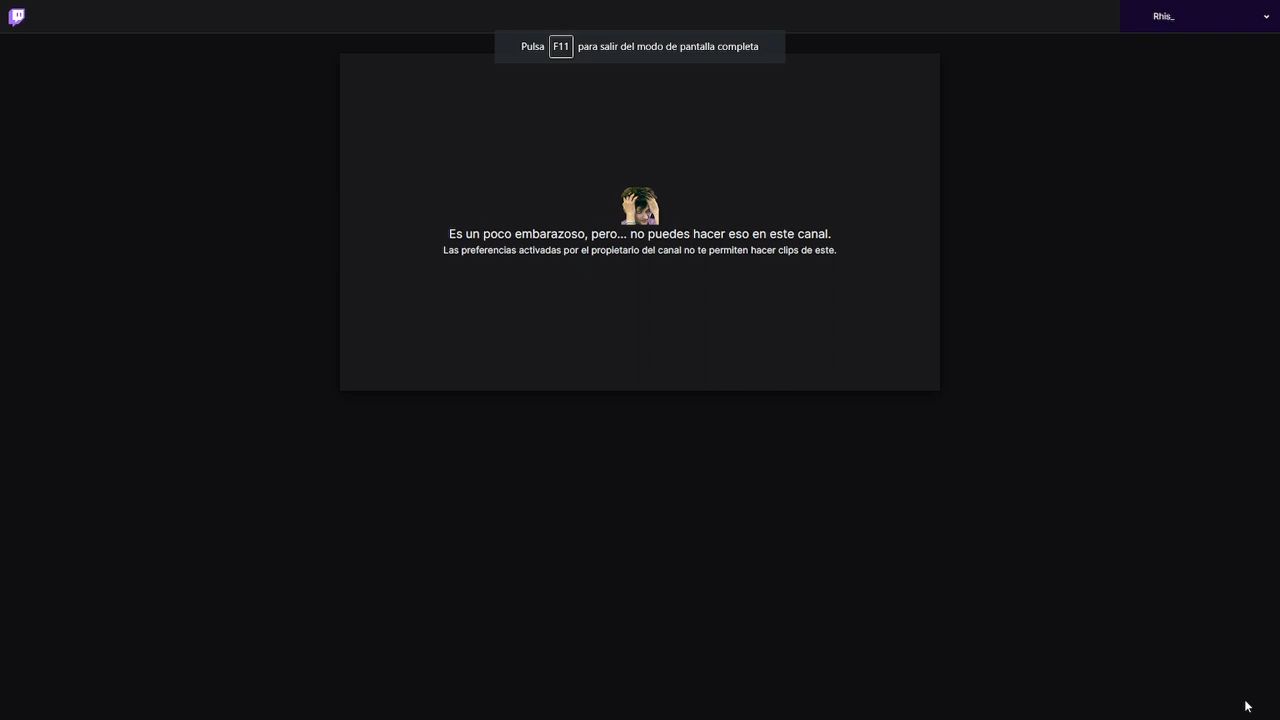 Rhis_
Pulsa F11 para salir del modo de pantalla completa
Es un poco embarazoso, pero... no puedes hacer eso en este canal.
Las preferencias activadas por el propietario del canal no te permiten hacer clips de este.